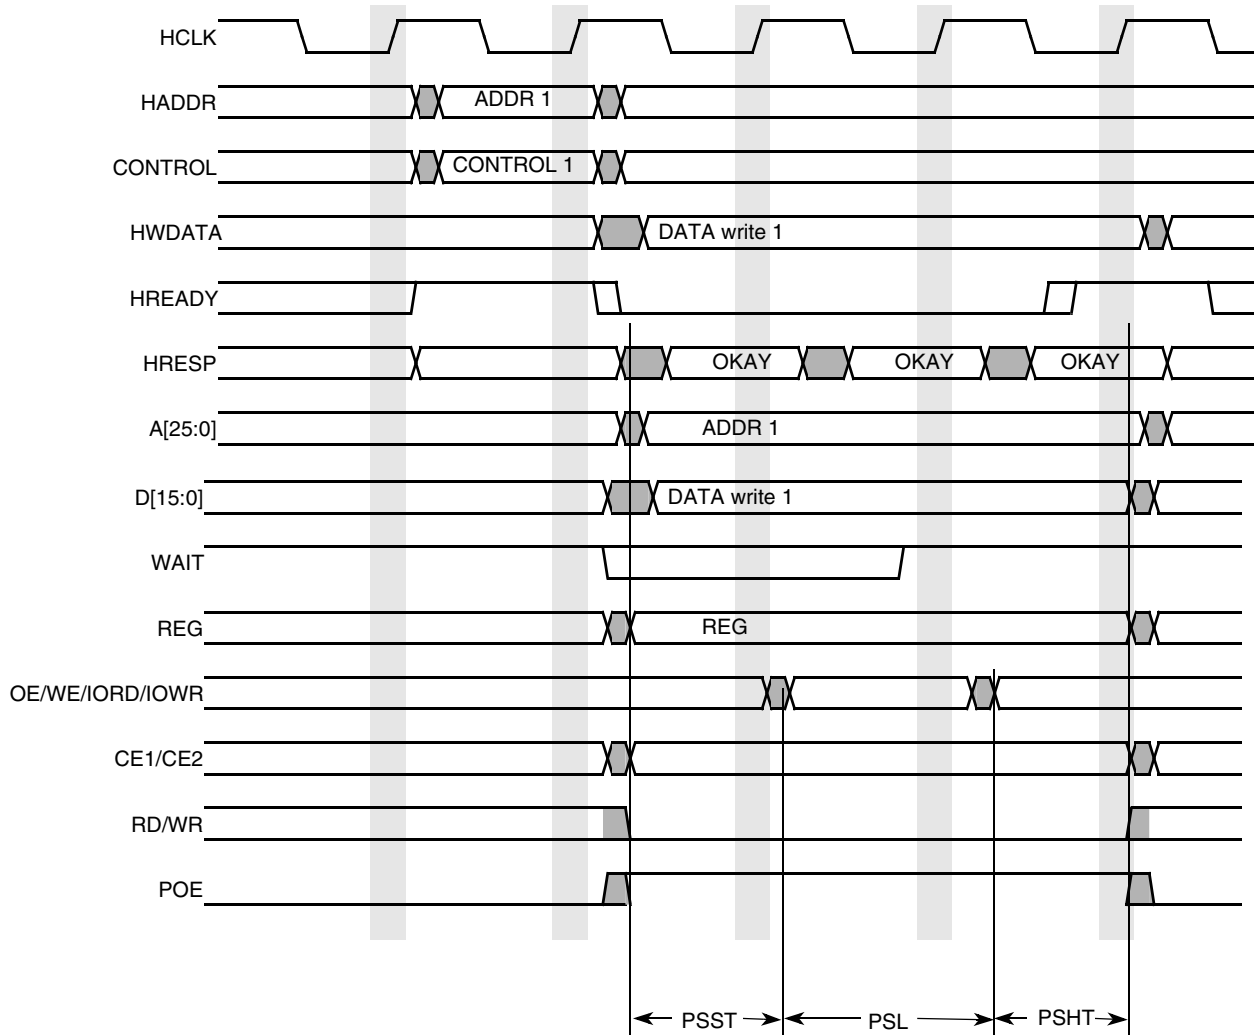 HCLK
HADDR ADDR 1
CONTROL CONTROL 1
HWDATA DATA write 1
HREADY
HRESP OKAY OKAY OKAY
A[25:0] ADDR 1
D[15:0] DATA write 1
WAIT
REG REG
OE/WE/IORD/IOWR
CE1/CE2
RD/WR
POE
PSST PSL PSHT